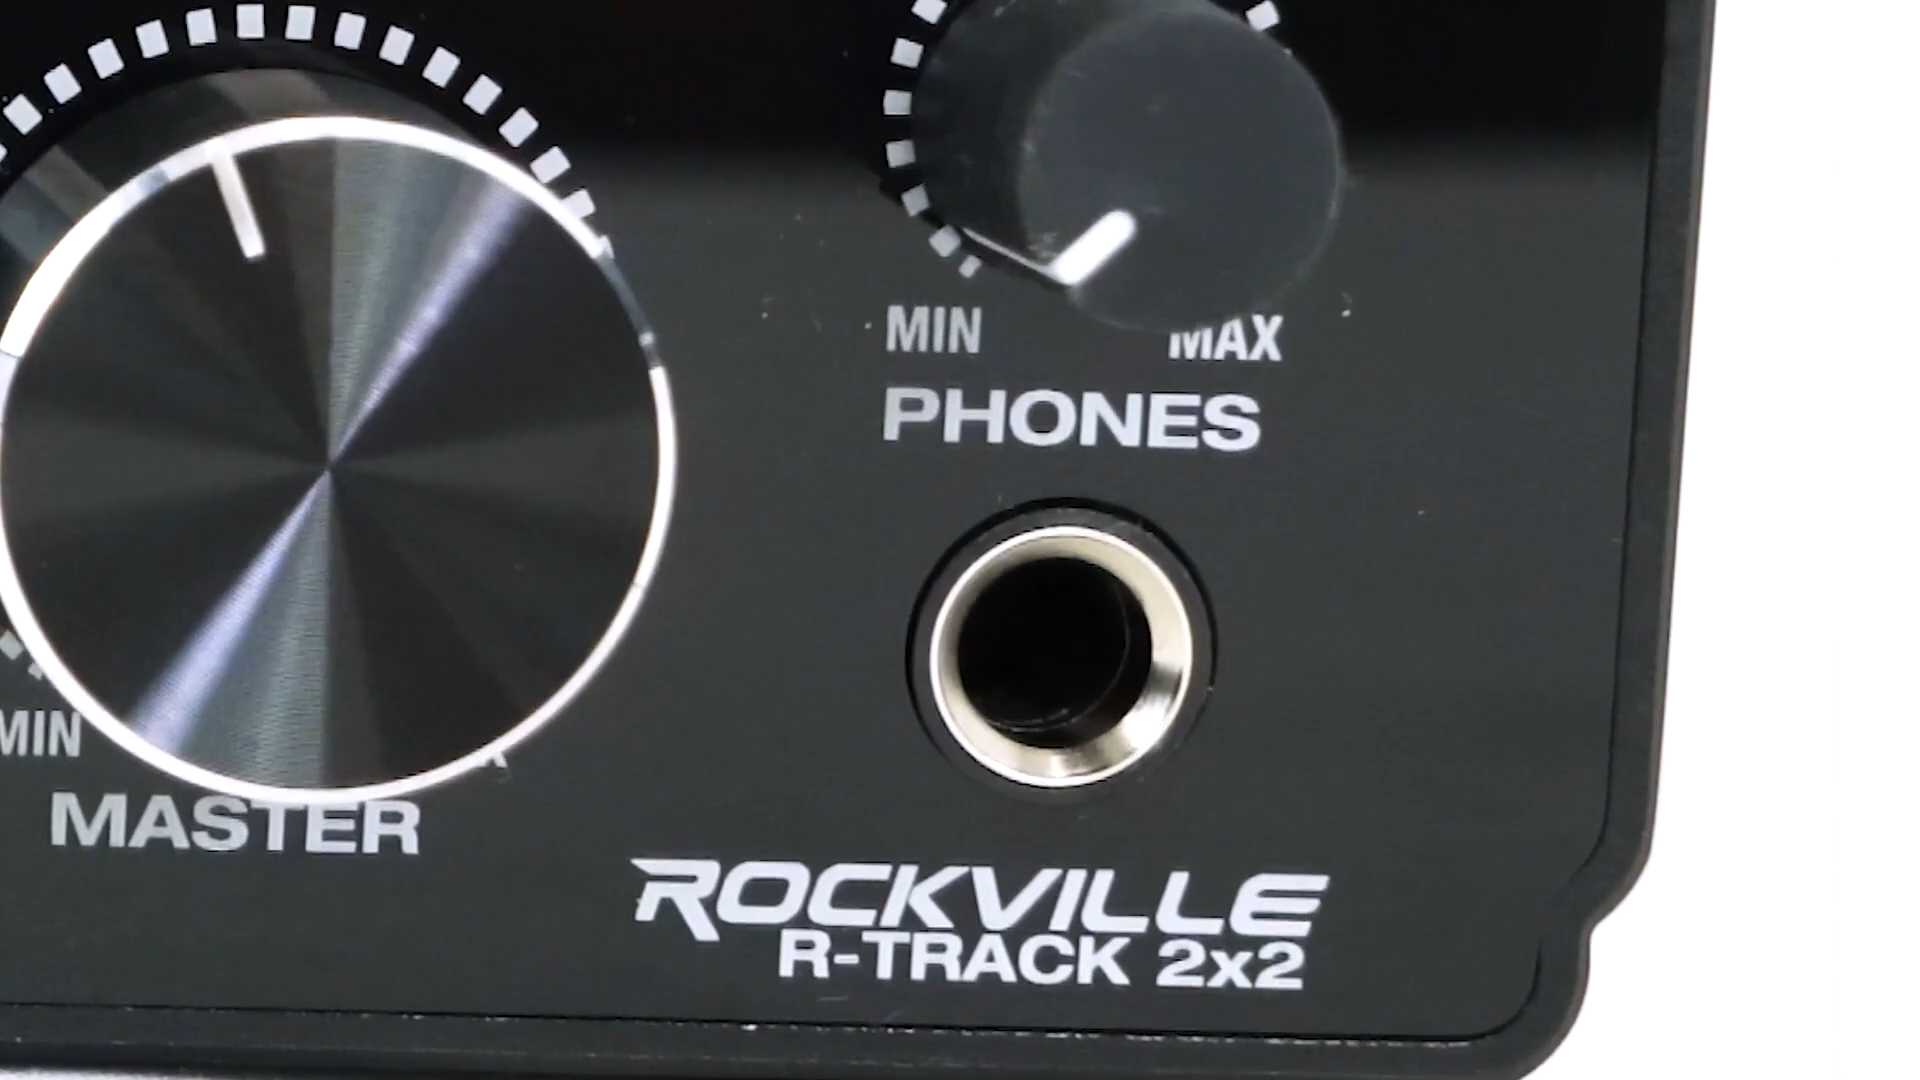 MIN MAX
PHONES
MIN
MASTER
ROCKVILLE
R-TRACK 2x2